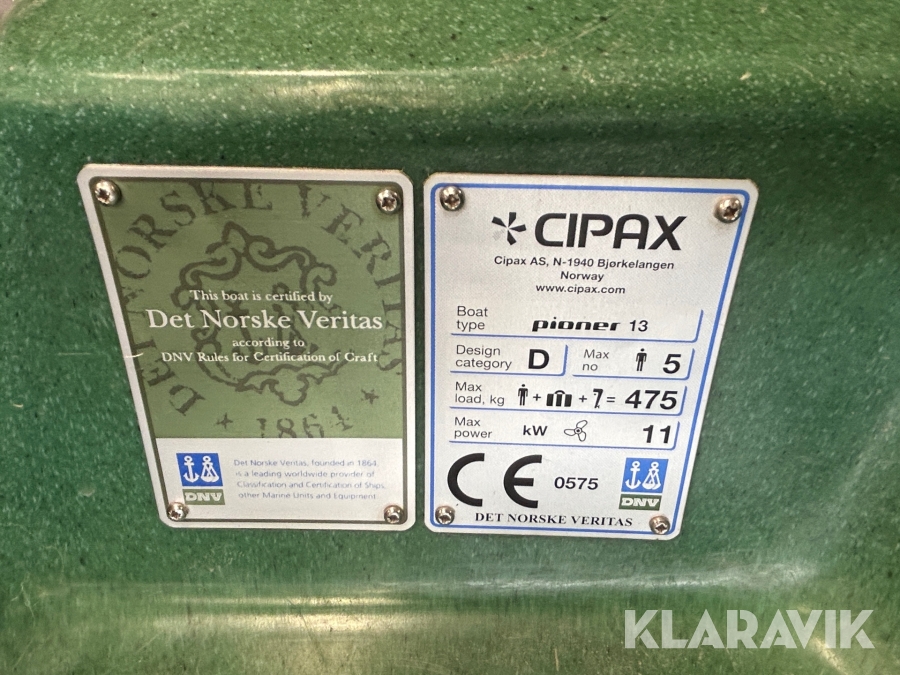 DET NORSKE VERITAS
This boat is certified by
Det Norske Veritas
according to
DNV Rules for Certification of Craft
1864
DNV
Det Norske Veritas, founded in 1864
is a leading worldwide provider of
Classification and Certification of Ships,
other Marine Units and Equipment
CIPAX
Cipax AS, N-1940 Bjørkelangen
Norway
www.cipax.com
Boat type pioner 13
Design category D Max no 5
Max load, kg + + = 475
Max power kW 11
CE 0575 DNV
DET NORSKE VERITAS
KLARAVIK